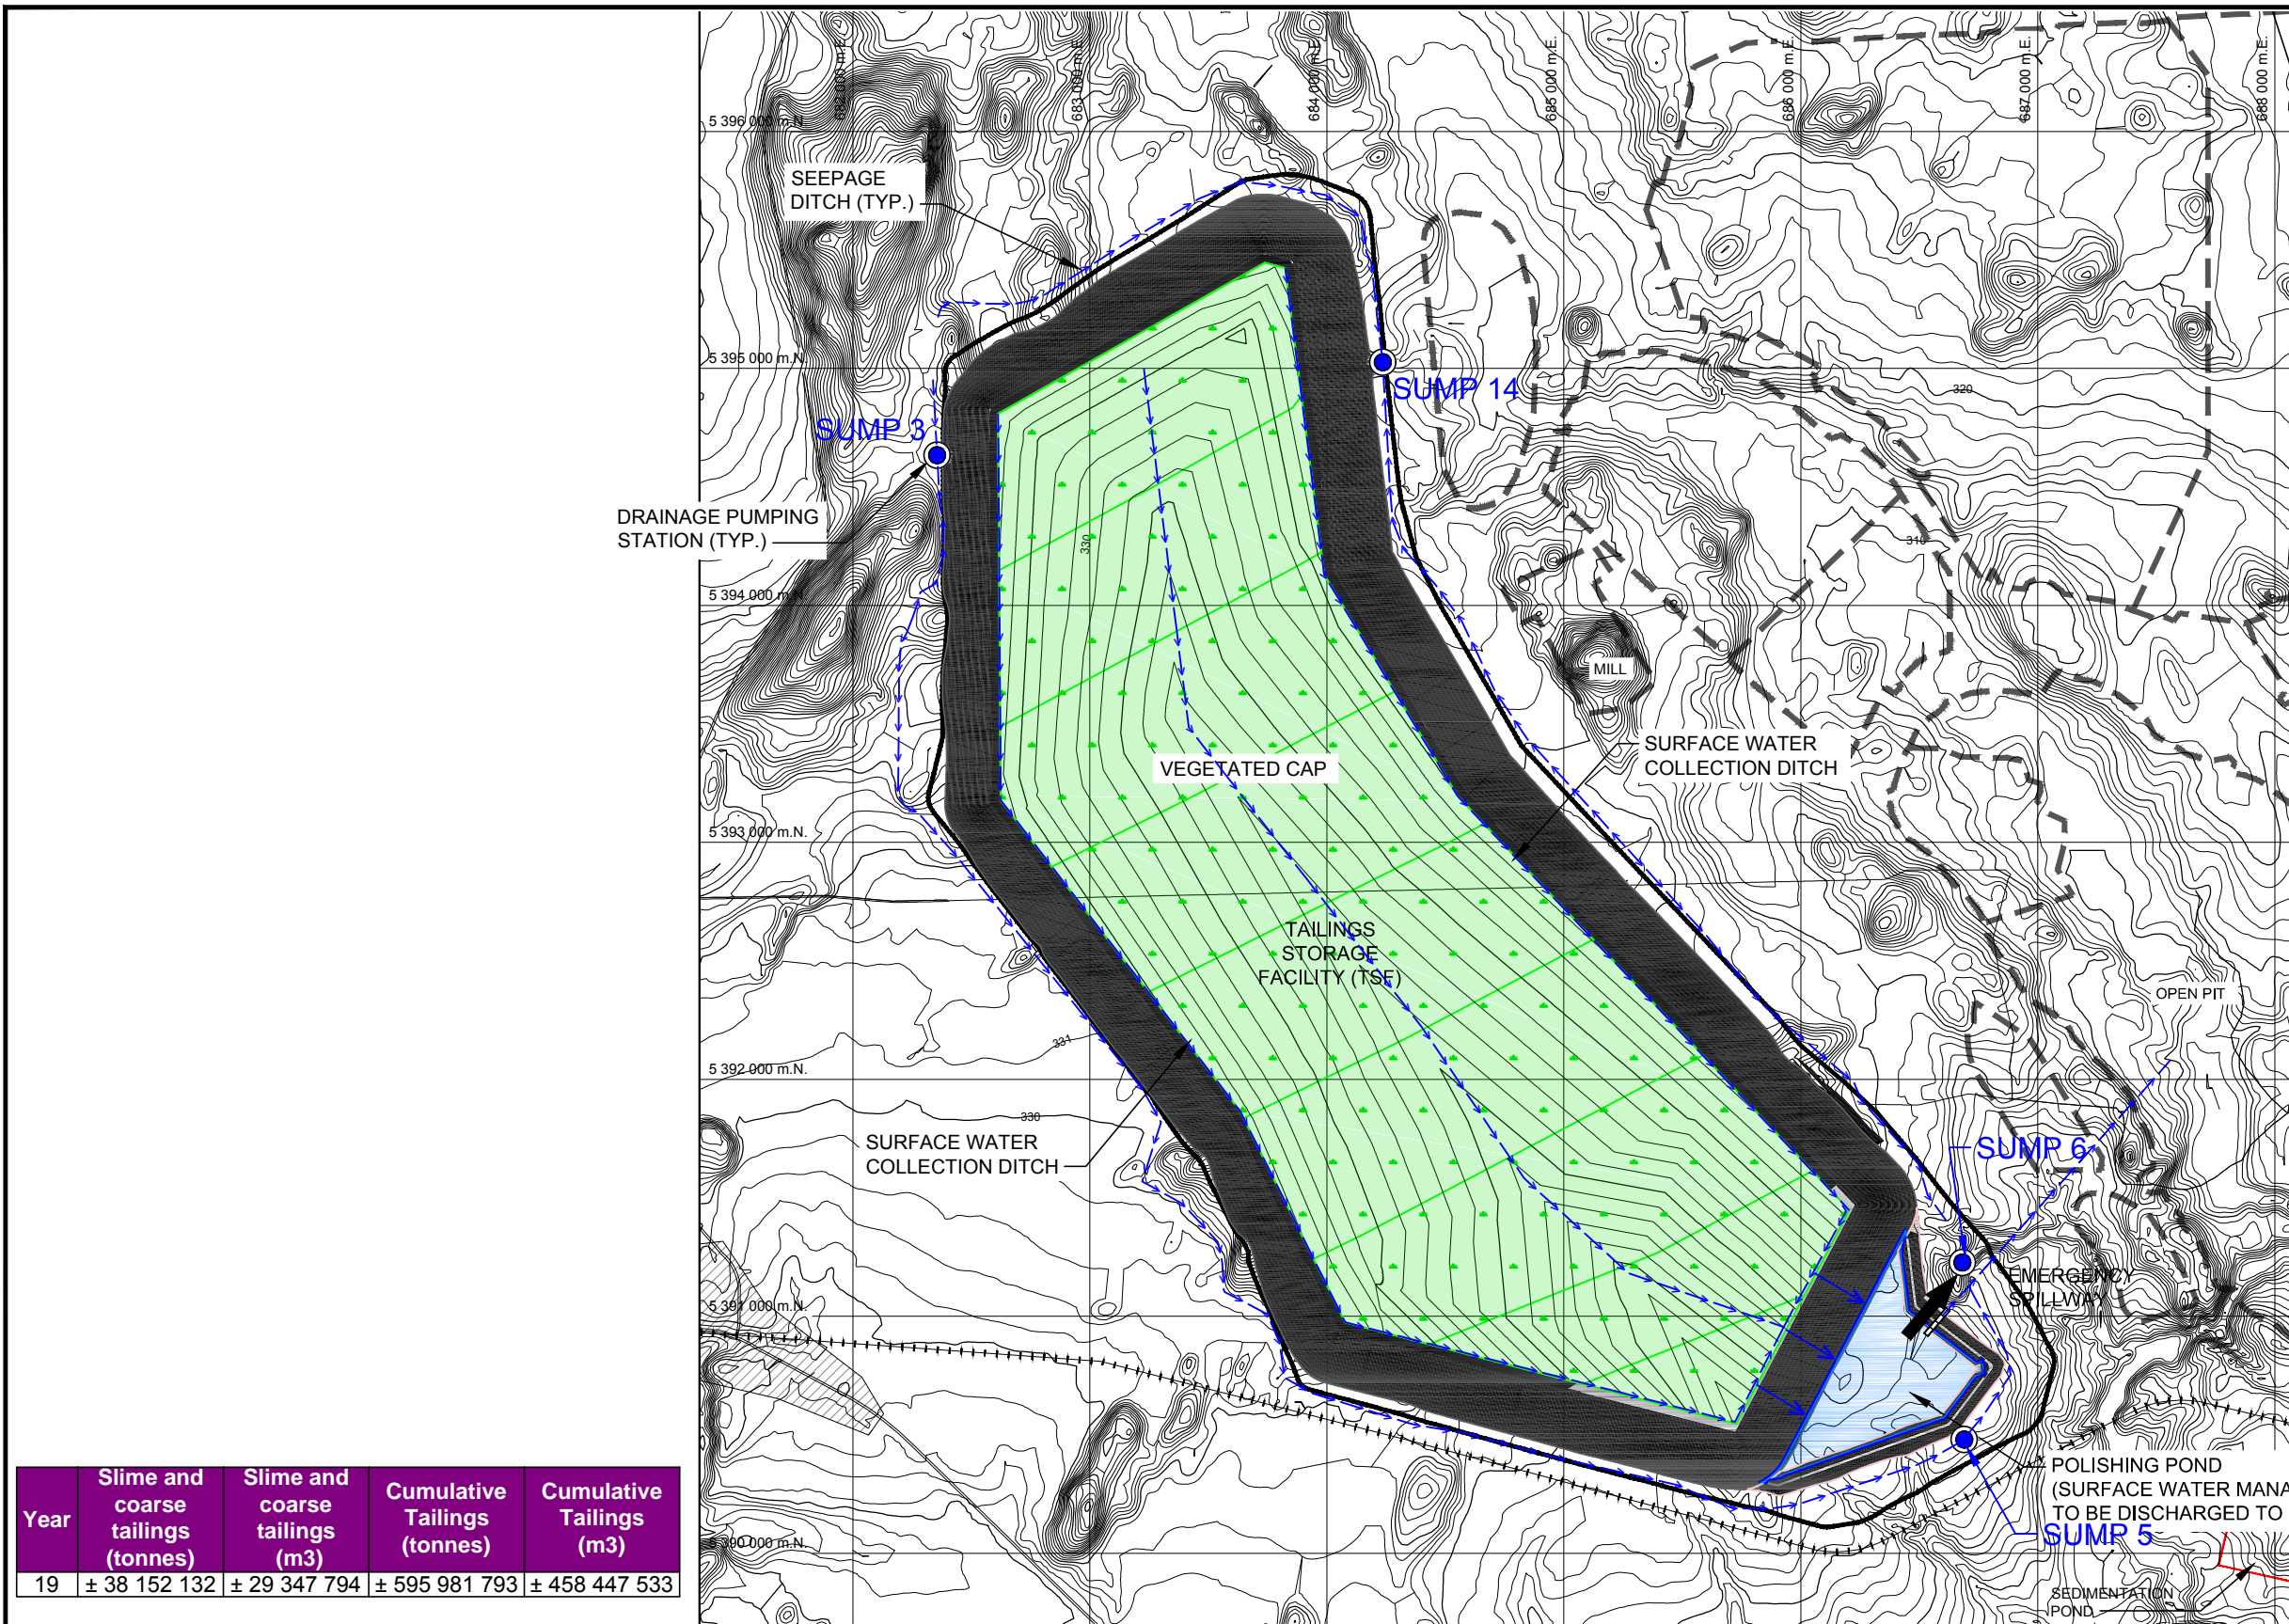 682 000 m.E.
683 000 m.E.
684 000 m.E.
685 000 m.E.
686 000 m.E.
687 000 m.E.
688 000 m.E.
5 396 000 m.N.
SEEPAGE
DITCH (TYP.)
5 395 000 m.N.
SUMP 14
320
SUMP 3
DRAINAGE PUMPING
STATION (TYP.)
330
310
5 394 000 m.N.
MILL
SURFACE WATER
COLLECTION DITCH
VEGETATED CAP
5 393 000 m.N.
TAILINGS
STORAGE
FACILITY (TSF)
OPEN PIT
331
5 392 000 m.N.
330
SURFACE WATER
COLLECTION DITCH
SUMP 6
EMERGENCY
SPILLWAY
5 391 000 m.N.
POLISHING POND
(SURFACE WATER MANA
TO BE DISCHARGED TO
SUMP 5
5 390 000 m.N.
SEDIMENTATION
POND
Year
Slime and
coarse
tailings
(tonnes)
Slime and
coarse
tailings
(m3)
Cumulative
Tailings
(tonnes)
Cumulative
Tailings
(m3)
19 ± 38 152 132 ± 29 347 794 ± 595 981 793 ± 458 447 533